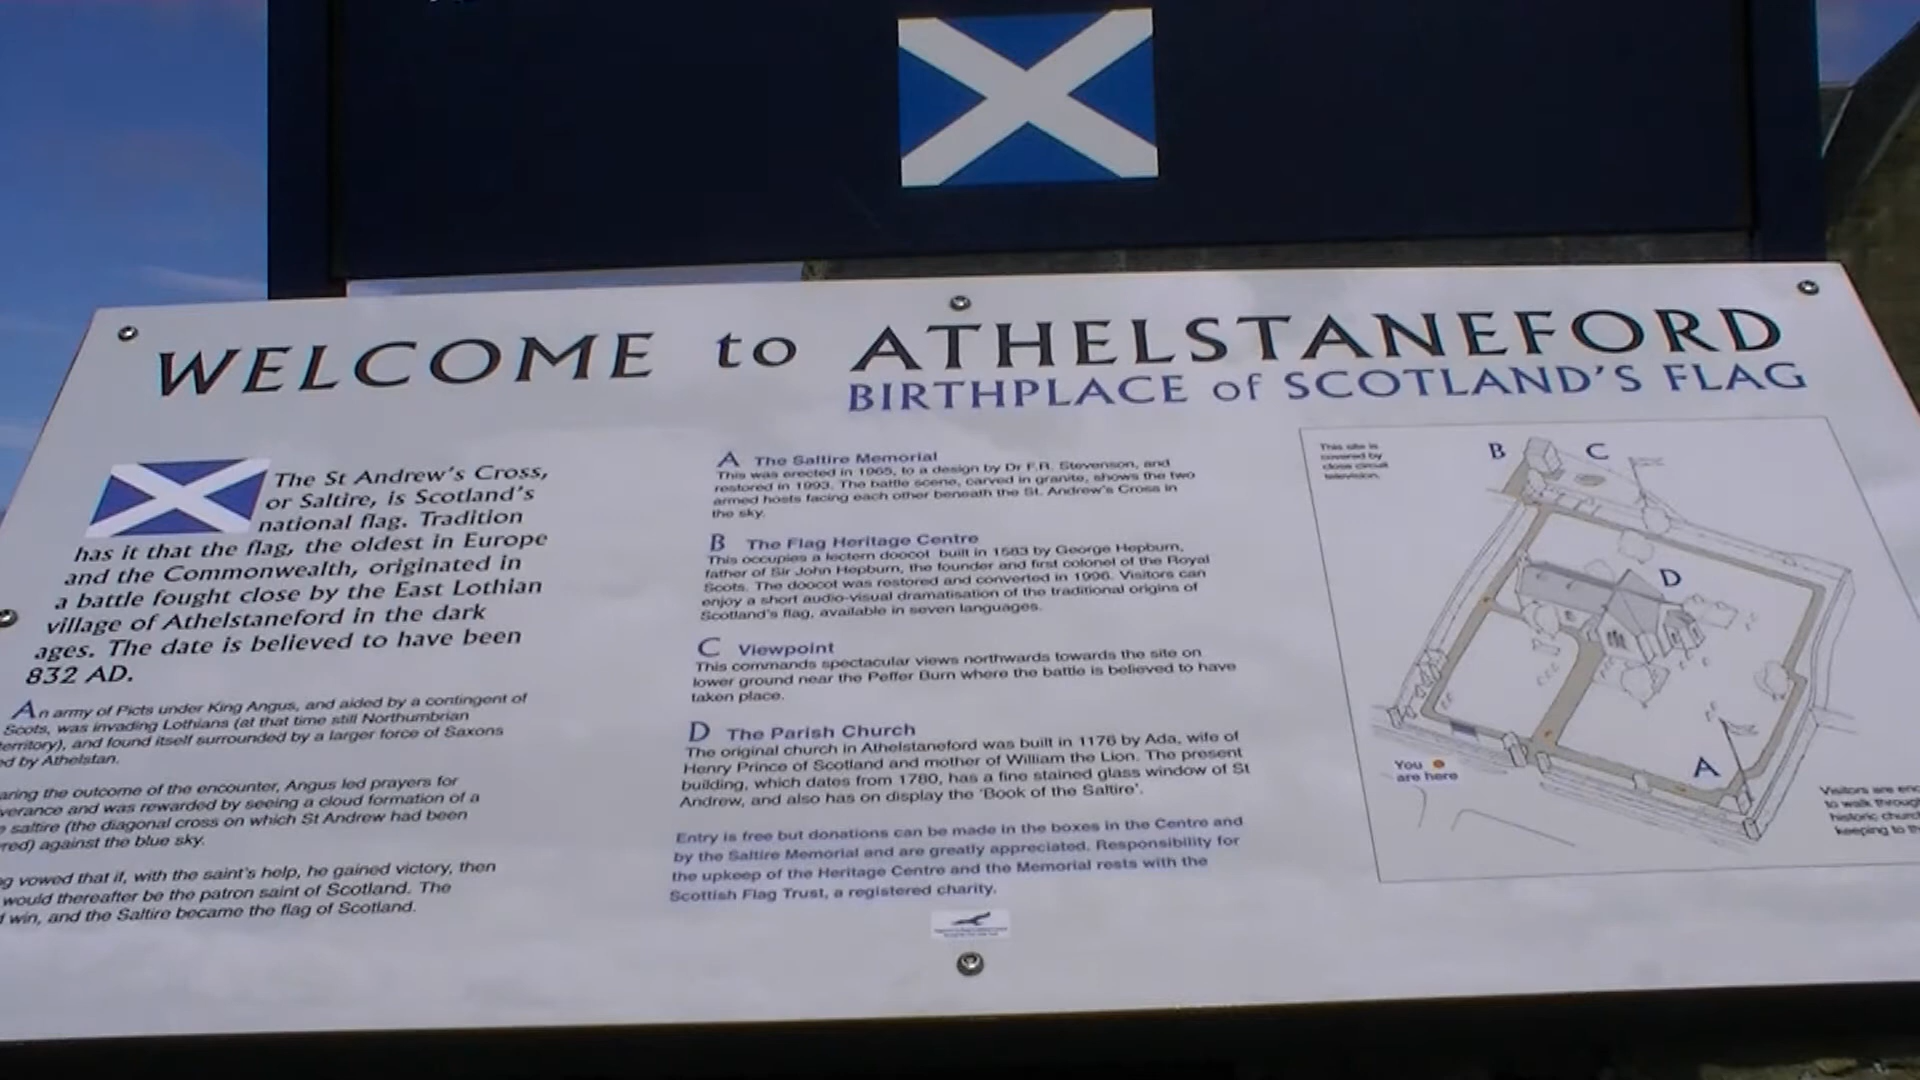 WELCOME to ATHELSTANEFORD
BIRTHPLACE of SCOTLAND'S FLAG
The St Andrew's Cross,
or Saltire, is Scotland's
national flag. Tradition
has it that the flag, the oldest in Europe
and the Commonwealth, originated in
a battle fought close by the East Lothian
village of Athelstaneford in the dark
ages. The date is believed to have been
832 AD.
An army of Picts under King Angus, and aided by a contingent of
Scots, was invading Lothians (at that time still Northumbrian
territory), and found itself surrounded by a larger force of Saxons
by Athelstan.
the outcome of the encounter, Angus led prayers for
and was rewarded by seeing a cloud formation of a
saltire (the diagonal cross on which St Andrew had been
against the blue sky.
vowed that if, with the saint's help, he gained victory, then
would thereafter be the patron saint of Scotland. The
win, and the Saltire became the flag of Scotland.
A The Saltire Memorial
This was erected in 1965, to a design by Dr F.R. Stevenson, and
restored in 1993. The battle scene, carved in granite, shows the two
armed hosts facing each other beneath the St. Andrew's Cross in
the sky.
B The Flag Heritage Centre
This occupies a lectern doocot built in 1583 by George Hepburn,
father of Sir John Hepburn, the founder and first colonel of the Royal
Scots. The doocot was restored and converted in 1996. Visitors can
enjoy a short audio-visual dramatisation of the traditional origins of
Scotland's flag, available in seven languages.
C Viewpoint
This commands spectacular views northwards towards the site on
lower ground near the Peffer Burn where the battle is believed to have
taken place.
D The Parish Church
The original church in Athelstaneford was built in 1176 by Ada, wife of
Henry Prince of Scotland and mother of William the Lion. The present
building, which dates from 1780, has a fine stained glass window of St
Andrew, and also has on display the 'Book of the Saltire'.
Entry is free but donations can be made in the boxes in the Centre and
by the Saltire Memorial and are greatly appreciated. Responsibility for
the upkeep of the Heritage Centre and the Memorial rests with the
Scottish Flag Trust, a registered charity.
This site is
covered by
close circuit
television.
B C
D
A
You
are here
Visitors are
to walk through
historic
keeping to